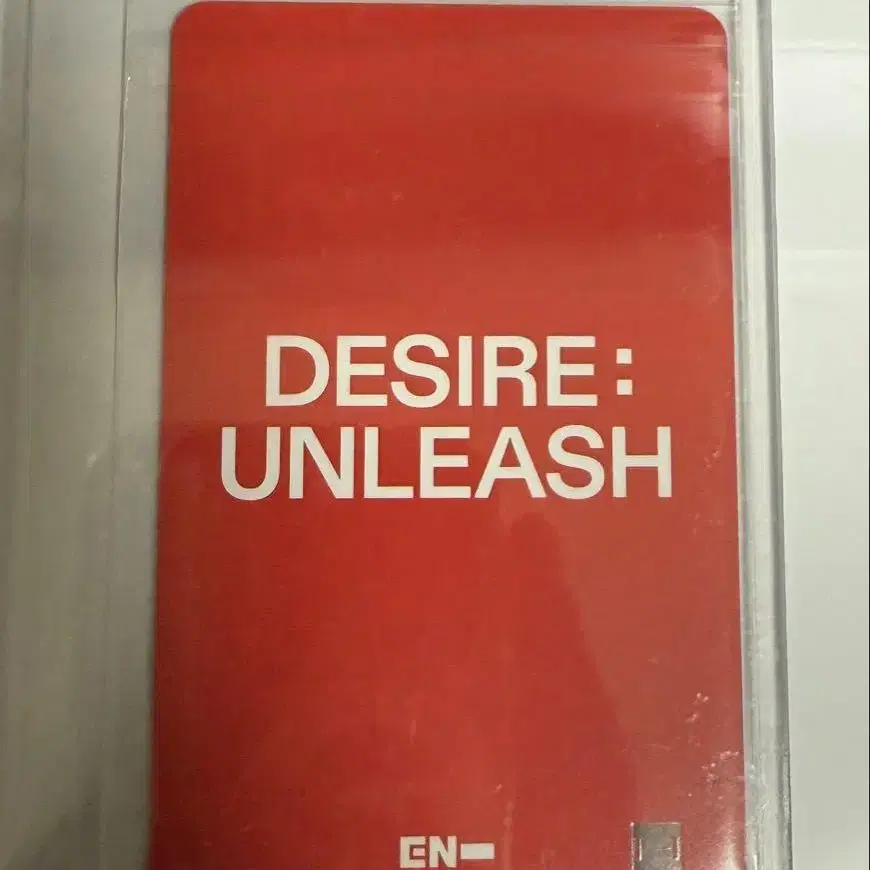 DESIRE :
UNLEASH
EN-